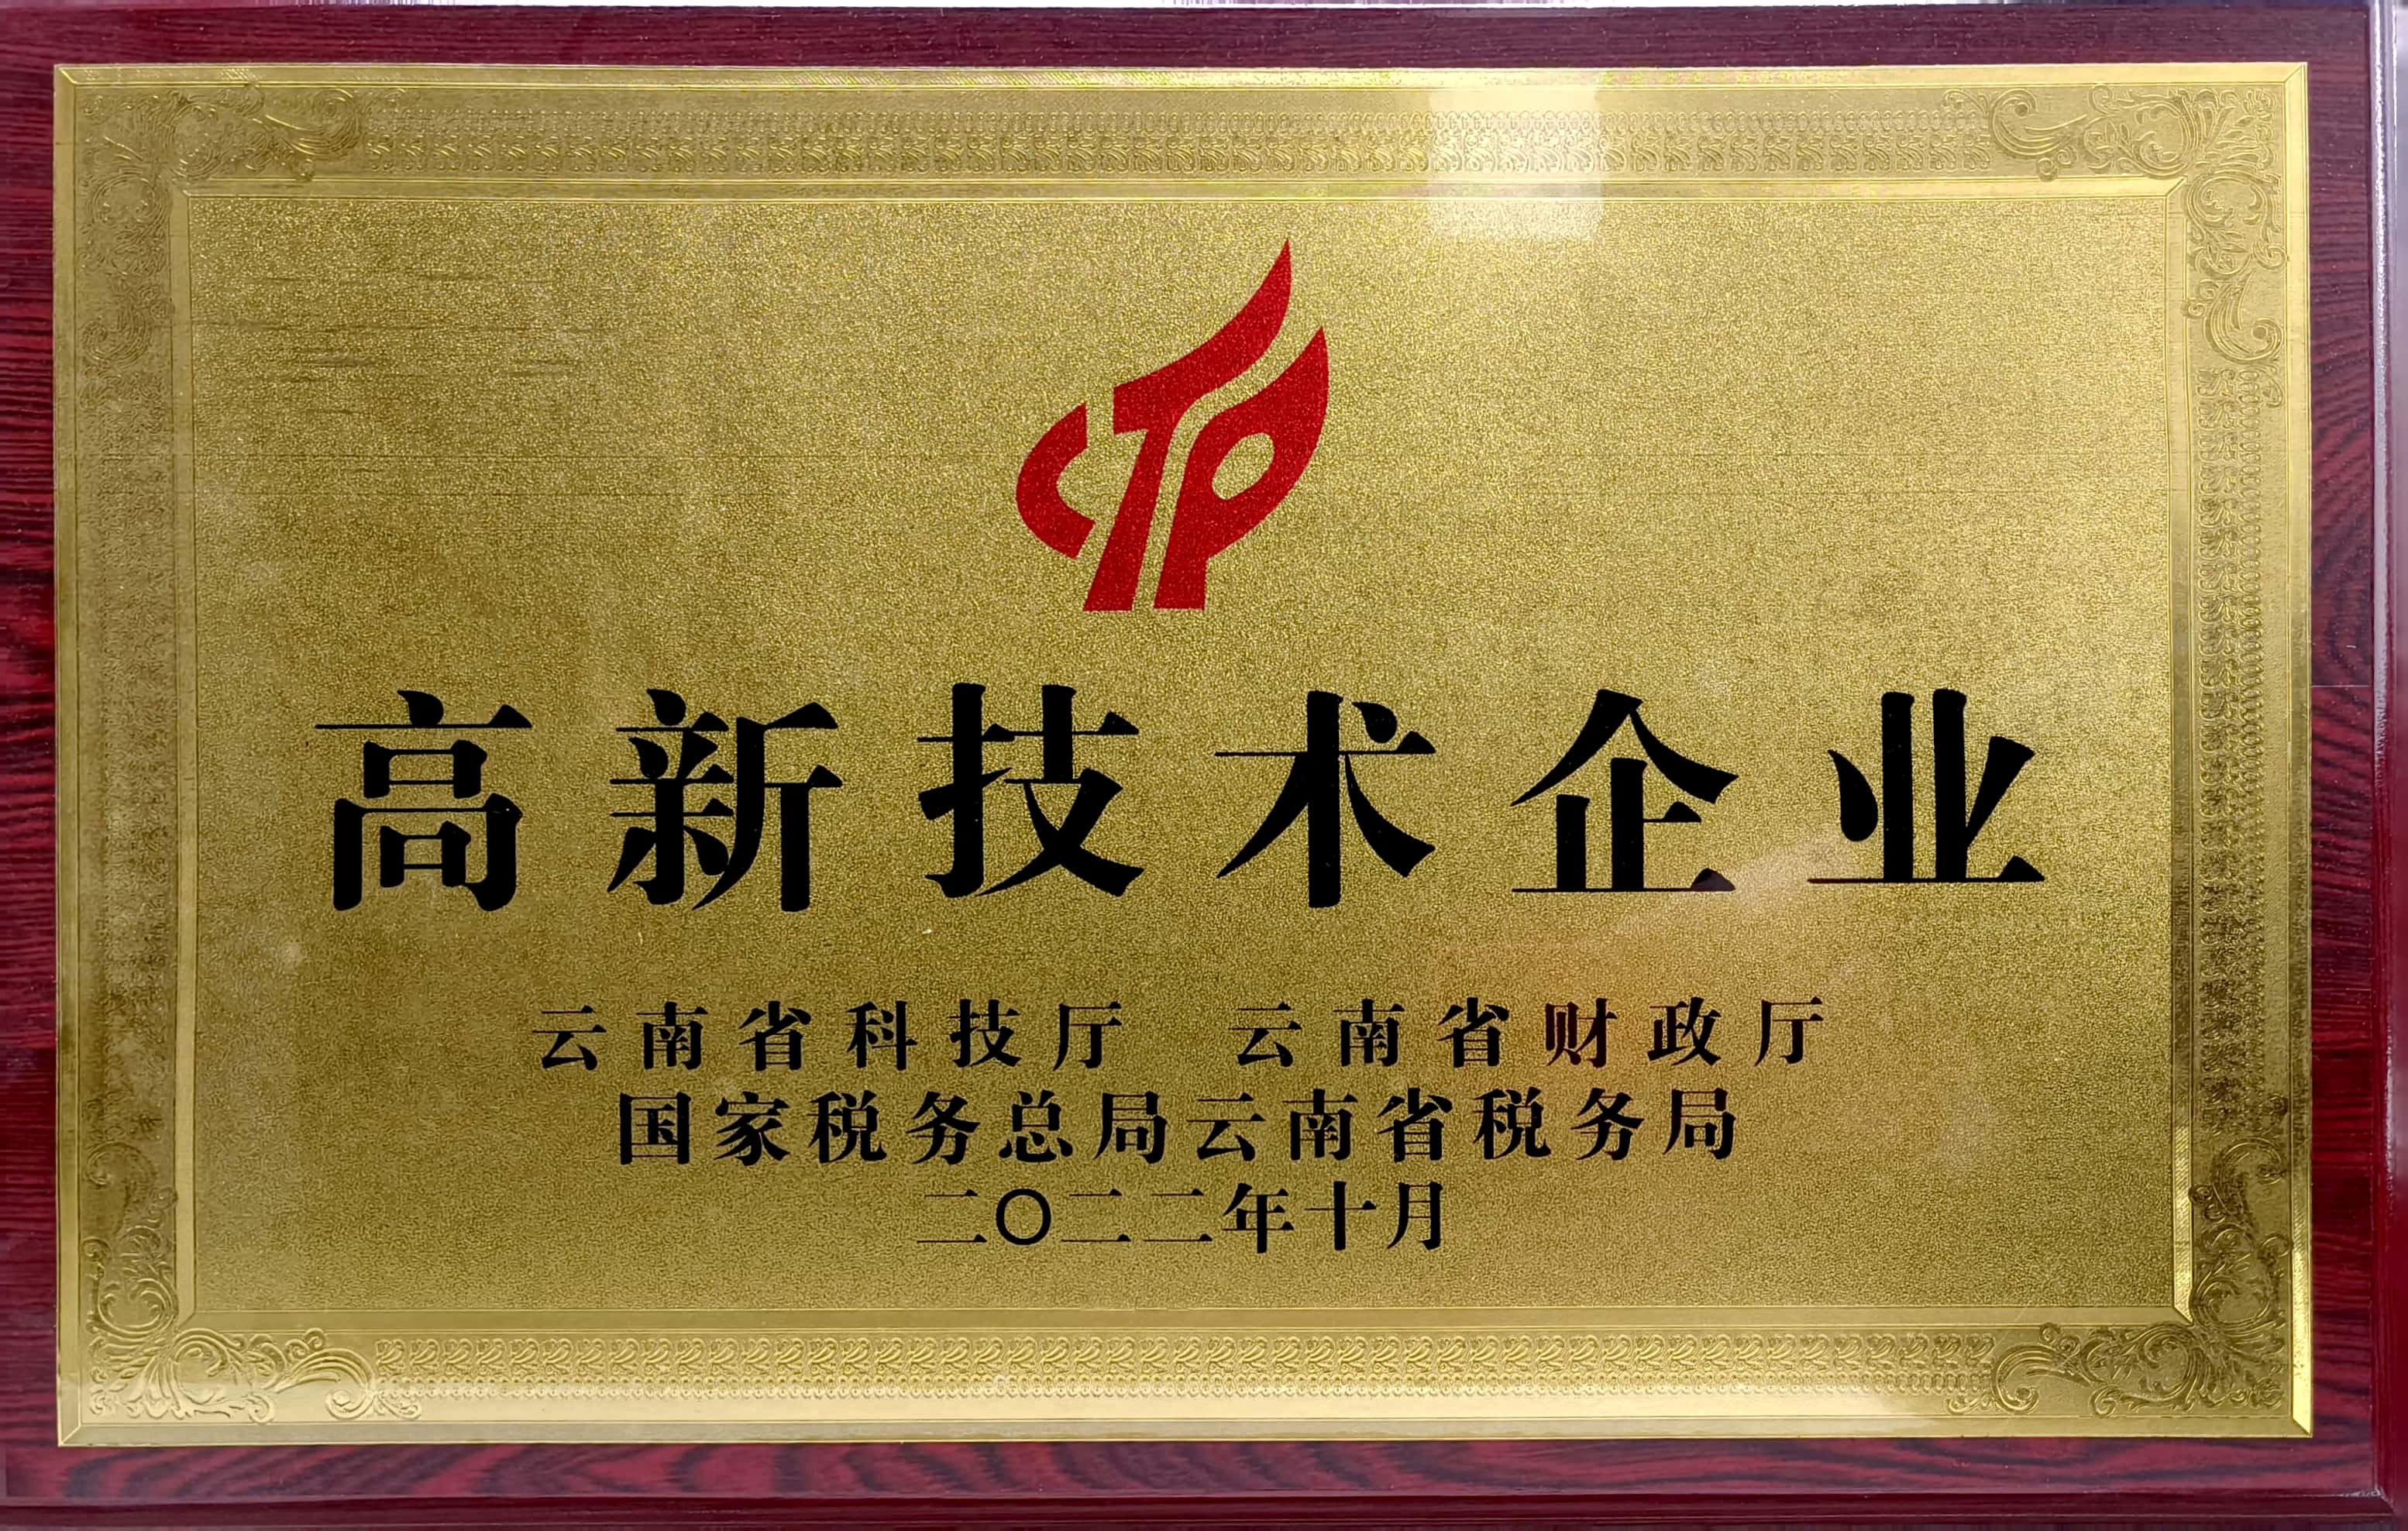 高新技术企业
云南省科技厅 云南省财政厅
国家税务总局云南省税务局
二〇二二年十月